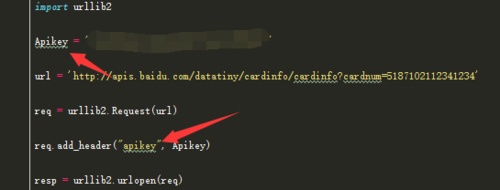 import urllib2
Apikey = ' '
url = 'http://apis.baidu.com/datatiny/cardinfo/cardinfo?cardnum=5187102112341234'
req = urllib2.Request(url)
req.add_header("apikey", Apikey)
resp = urllib2.urlopen(req)